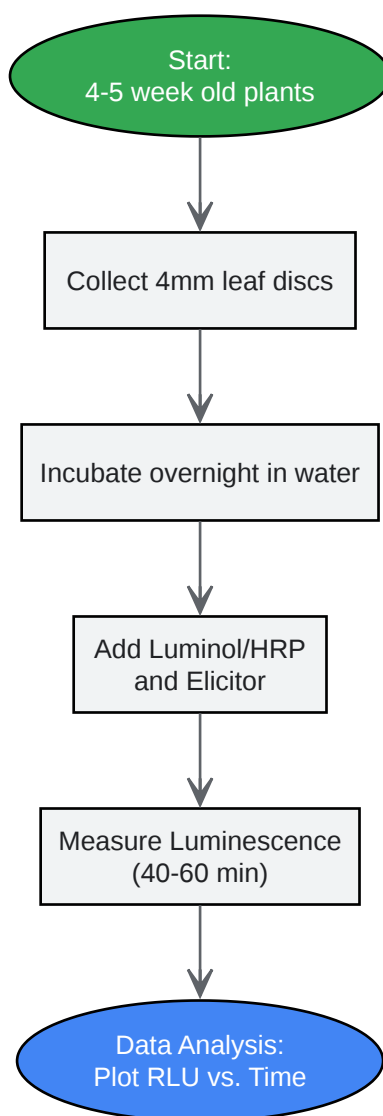 Start:
4-5 week old plants
Collect 4mm leaf discs
Incubate overnight in water
Add Luminol/HRP
and Elicitor
Measure Luminescence
(40-60 min)
Data Analysis:
Plot RLU vs. Time